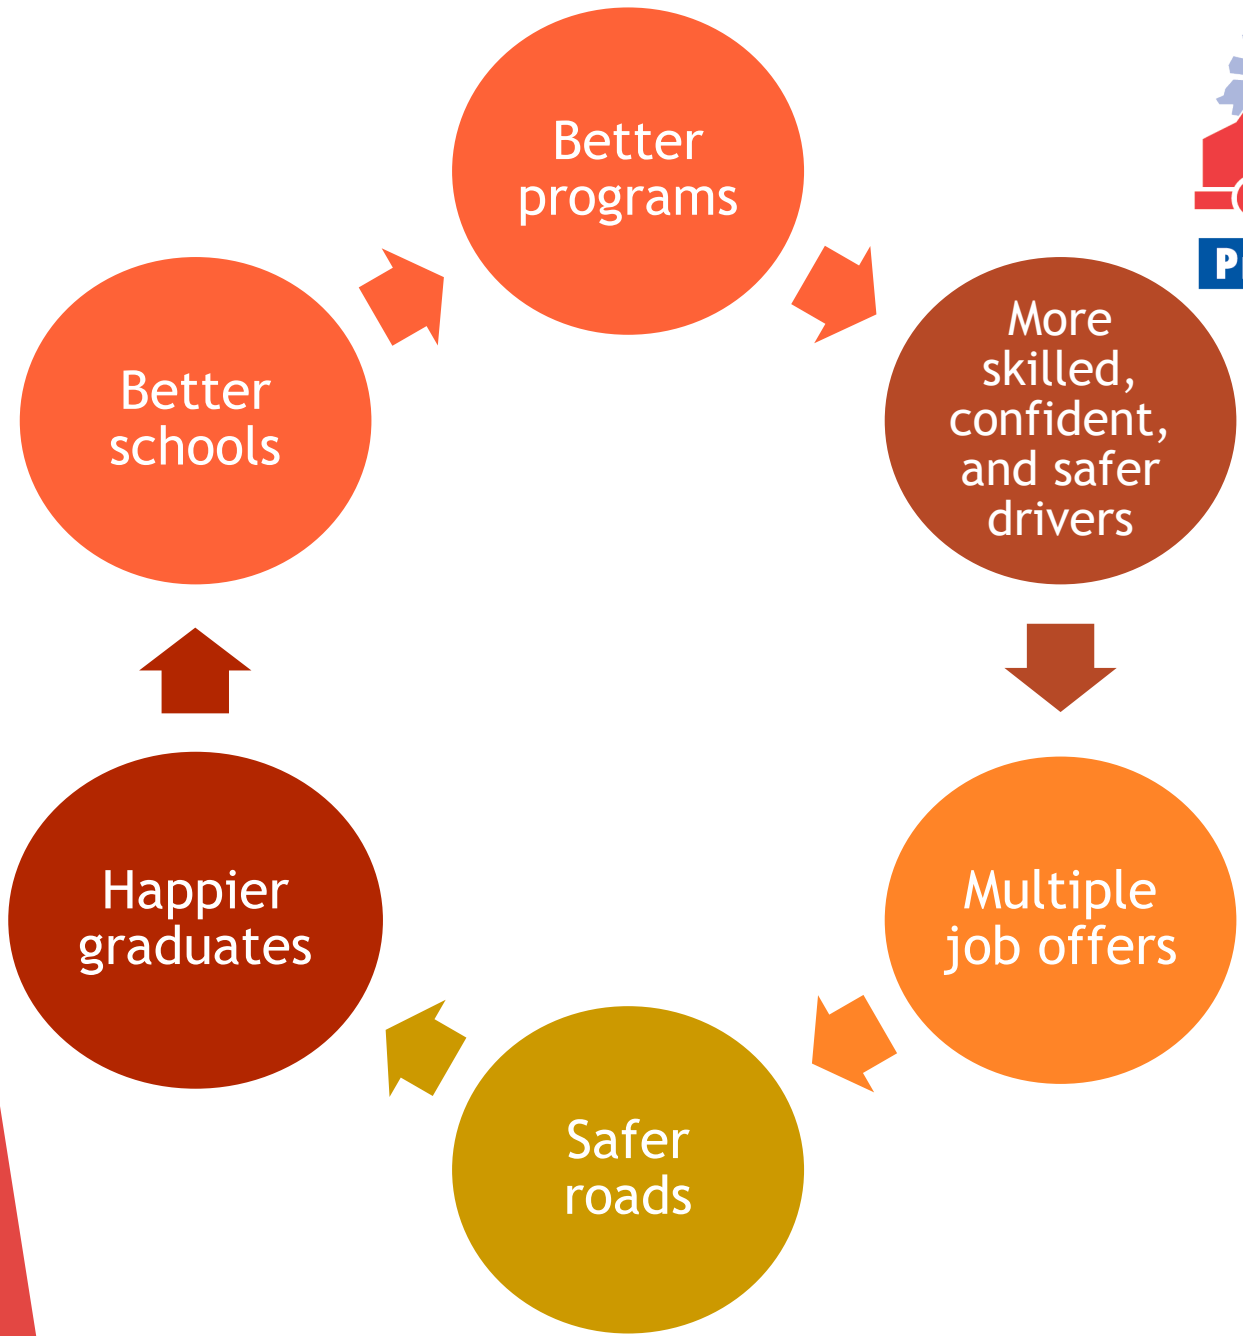 Better
programs
More
skilled,
confident,
and safer
drivers
Multiple
job offers
Safer
roads
Happier
graduates
Better
schools